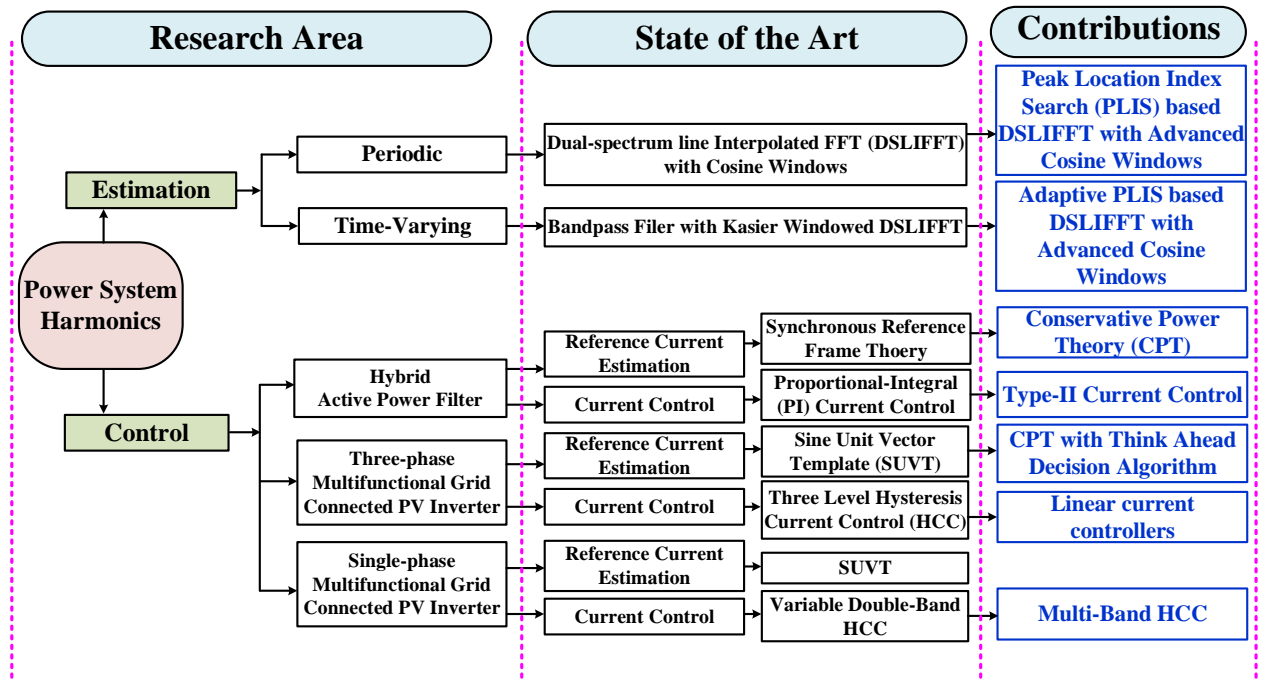 Research Area
State of the Art
Contributions
Power System
Harmonics
Estimation
Periodic
Dual-spectrum line Interpolated FFT (DSLIFFT)
with Cosine Windows
Peak Location Index
Search (PLIS) based
DSLIFFT with Advanced
Cosine Windows
Time-Varying
Bandpass Filer with Kasier Windowed DSLIFFT
Adaptive PLIS based
DSLIFFT with
Advanced Cosine
Windows
Control
Hybrid
Active Power Filter
Reference Current
Estimation
Synchronous Reference
Frame Thoery
Conservative Power
Theory (CPT)
Current Control
Proportional-Integral
(PI) Current Control
Type-II Current Control
Three-phase
Multifunctional Grid
Connected PV Inverter
Reference Current
Estimation
Sine Unit Vector
Template (SUVT)
CPT with Think Ahead
Decision Algorithm
Current Control
Three Level Hysteresis
Current Control (HCC)
Linear current
controllers
Single-phase
Multifunctional Grid
Connected PV Inverter
Reference Current
Estimation
SUVT
Current Control
Variable Double-Band
HCC
Multi-Band HCC